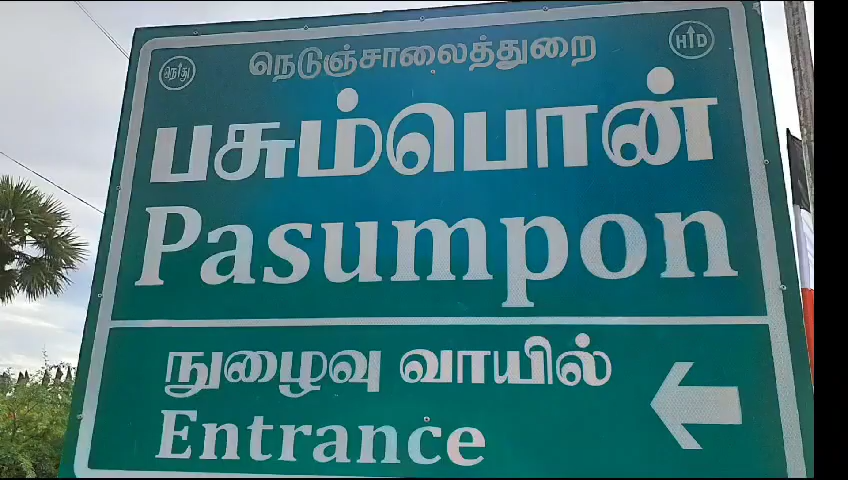 நெடுஞ்சாலைத்துறை
நெ து
H D
பசும்பொன்
Pasumpon
நுழைவு வாயில்
Entrance